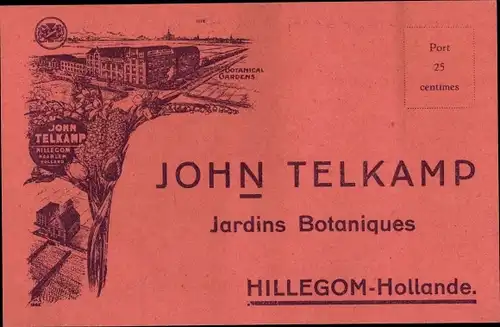 BOTANICAL
GARDENS
JOHN
TELKAMP
HILLEGOM
HAARLEM
HOLLAND
Port
25
centimes
JOHN TELKAMP
Jardins Botaniques
HILLEGOM-Hollande.